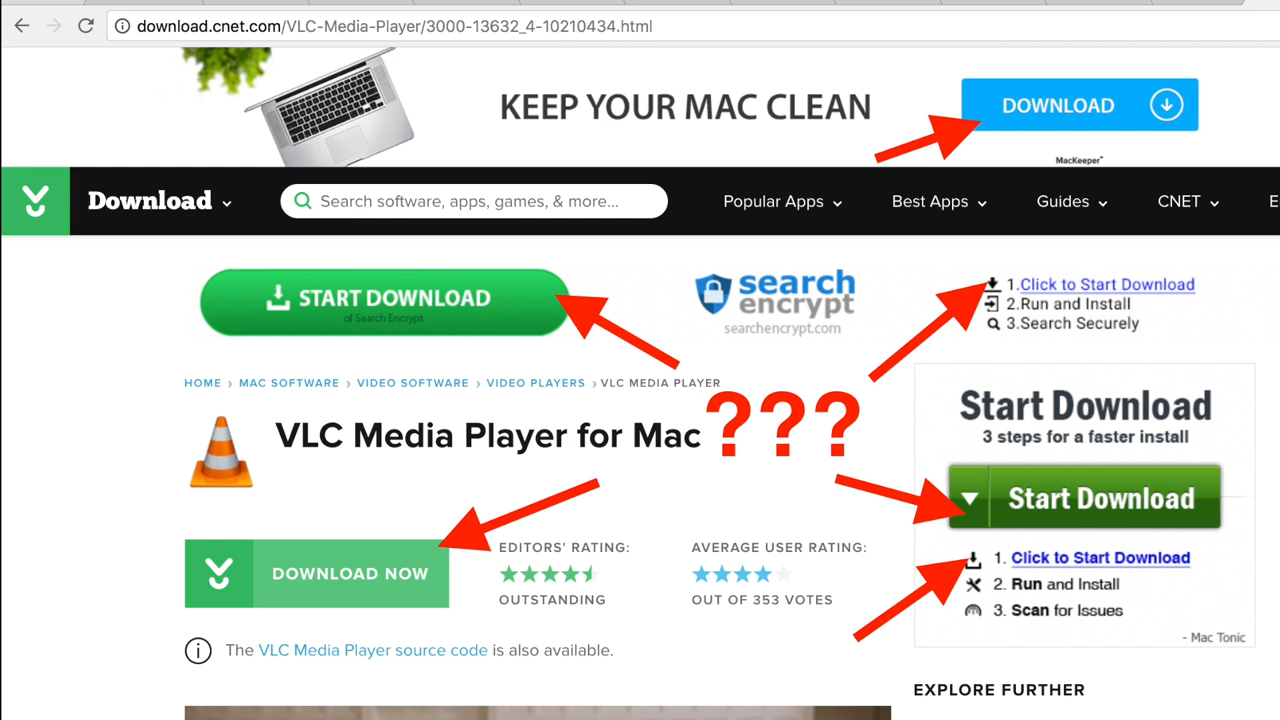 download.cnet.com/VLC-Media-Player/3000-13632_4-10210434.html
KEEP YOUR MAC CLEAN
DOWNLOAD
MacKeeper™
Download
Search software, apps, games, & more...
Popular Apps
Best Apps
Guides
CNET
E
START DOWNLOAD
of Search Encrypt
search
encrypt
searchencrypt.com
1.Click to Start Download
2.Run and Install
3.Search Securely
HOME › MAC SOFTWARE › VIDEO SOFTWARE › VIDEO PLAYERS › VLC MEDIA PLAYER
VLC Media Player for Mac
???
Start Download
3 steps for a faster install
Start Download
1. Click to Start Download
2. Run and Install
3. Scan for Issues
- Mac Tonic
DOWNLOAD NOW
EDITORS' RATING:
OUTSTANDING
AVERAGE USER RATING:
OUT OF 353 VOTES
The VLC Media Player source code is also available.
EXPLORE FURTHER